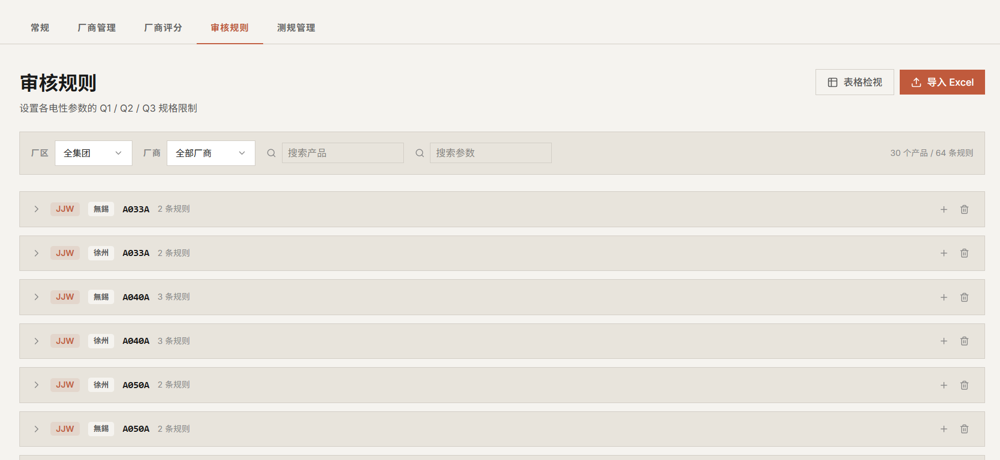 常规 厂商管理 厂商评分 审核规则 测规管理
审核规则
表格检视 导入 Excel
设置各电性参数的 Q1 / Q2 / Q3 规格限制
厂区 全集团 厂商 全部厂商 搜索产品 搜索参数 30 个产品 / 64 条规则
JJW 無錫 A033A 2 条规则
JJW 徐州 A033A 2 条规则
JJW 無錫 A040A 3 条规则
JJW 徐州 A040A 3 条规则
JJW 徐州 A050A 2 条规则
JJW 無錫 A050A 2 条规则